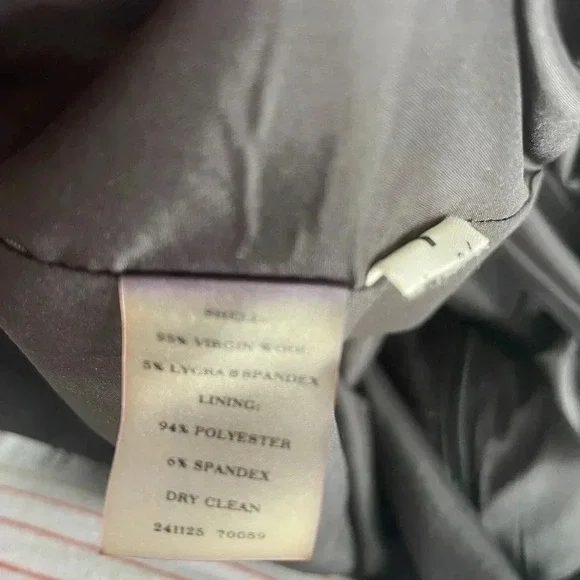 SHELL:
95% VIRGIN WOOL
5% LYCRA®SPANDEX
LINING:
94% POLYESTER
6% SPANDEX
DRY CLEAN
241125 70059